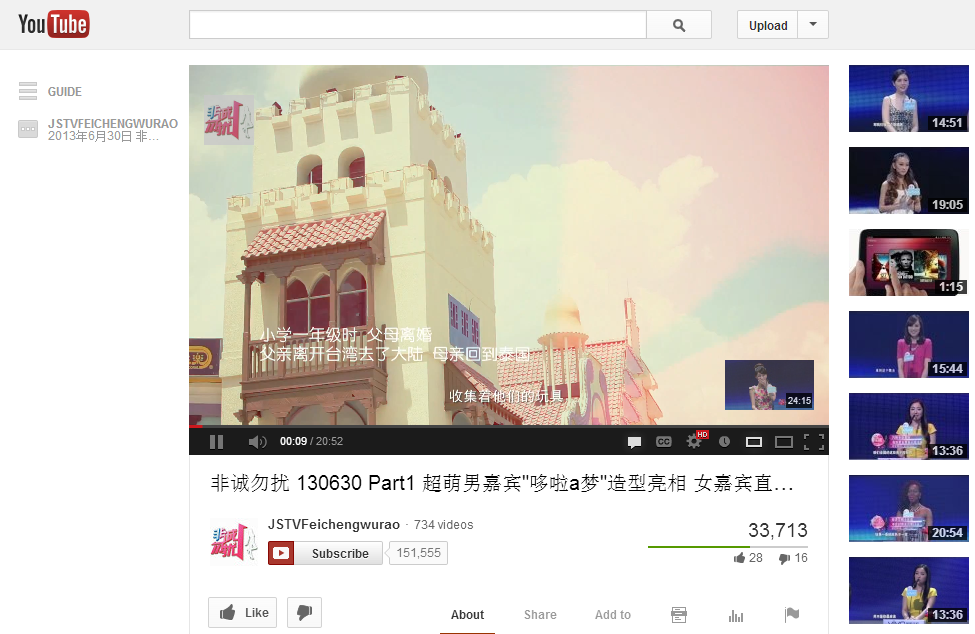 YouTube
Upload
GUIDE
JSTVFEICHENGWURAO
2013年6月30日 非...
非诚勿扰
小学一年级时 父母离婚
父亲离开台湾去了大陆 母亲回到泰国
收集着他们的玩具
24:15
00:09 / 20:52
CC
HD
非诚勿扰 130630 Part1 超萌男嘉宾"哆啦a梦"造型亮相 女嘉宾直...
JSTVFeichengwurao · 734 videos
Subscribe
151,555
33,713
28
16
Like
About
Share
Add to
14:51
19:05
1:15
15:44
13:36
20:54
13:36